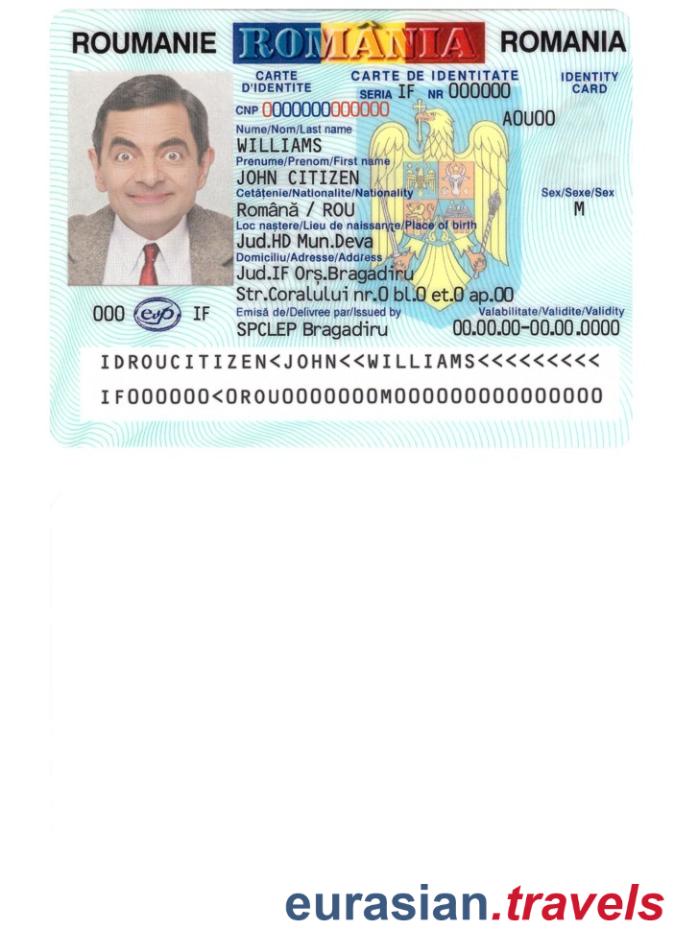 ROUMANIE ROMÂNIA ROMANIA
CARTE D'IDENTITE
CARTE DE IDENTITATE
IDENTITY CARD
SERIA IF NR 000000
CNP 0000000000000
A0U00
Nume/Nom/Last name
WILLIAMS
Prenume/Prenom/First name
JOHN CITIZEN
Cetăţenie/Nationalite/Nationality
Română / ROU
Sex/Sexe/Sex
M
Loc naştere/Lieu de naissance/Place of birth
Jud.HD Mun.Deva
Domiciliu/Adresse/Address
Jud.IF Orş.Bragadiru
Str.Coralului nr.0 bl.0 et.0 ap.00
000 evp IF
Emisă de/Delivree par/Issued by
SPCLEP Bragadiru
Valabilitate/Validite/Validity
00.00.00-00.00.0000
IDROUCITIZEN<JOHN<<WILLIAMS<<<<<<<<<
IF000000<0ROU0000000M000000000000000
eurasian.travels